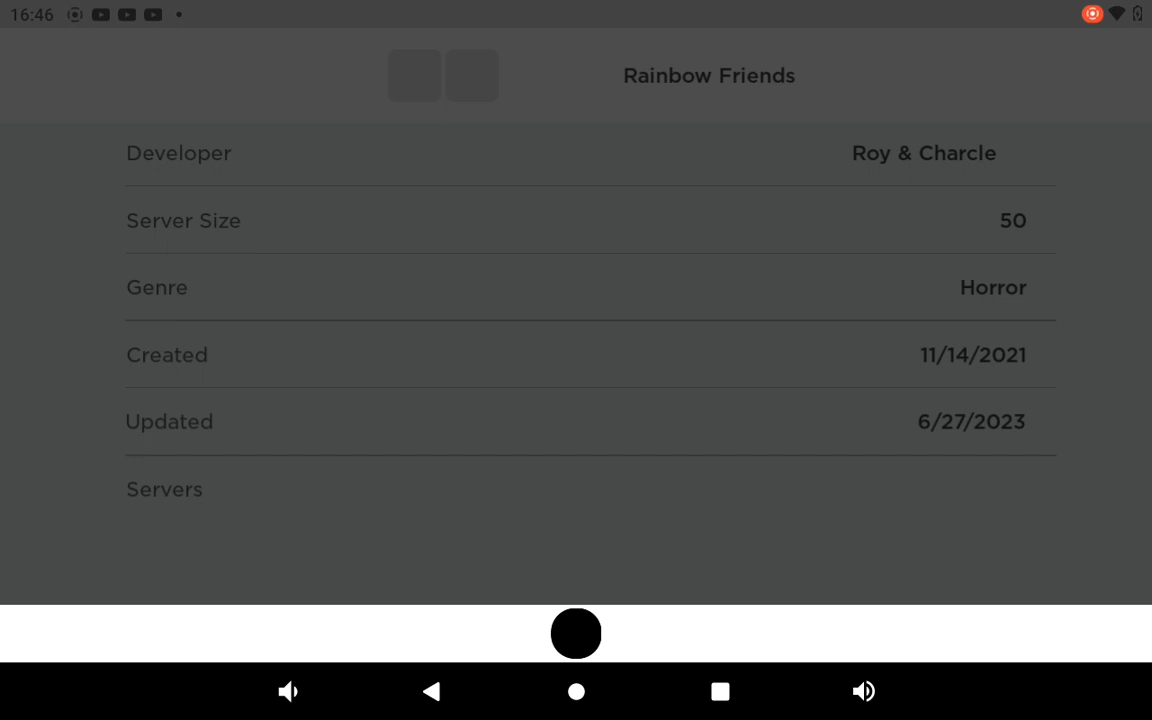 16:46
Rainbow Friends
Developer Roy & Charcle
Server Size 50
Genre Horror
Created 11/14/2021
Updated 6/27/2023
Servers